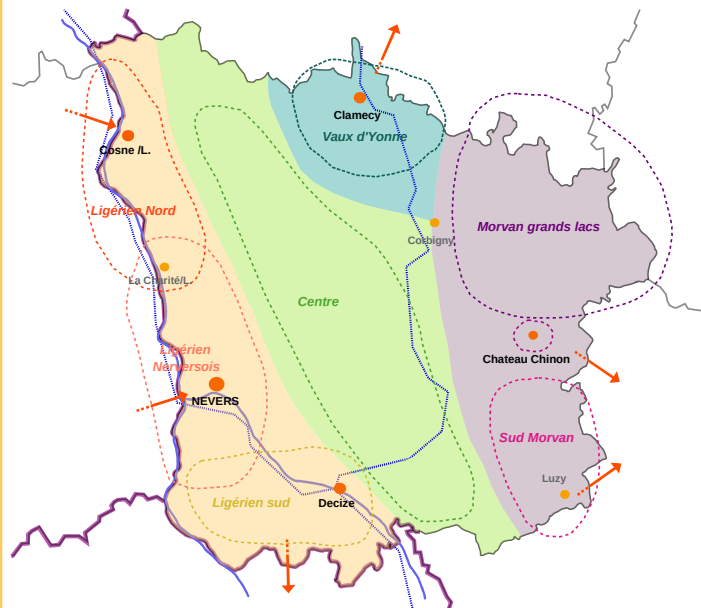 Clamecy
Vaux d'Yonne
Cosne /L.
Ligérien Nord
Morvan grands lacs
Corbigny
La Charité/L.
Centre
Ligérien
Neversois
Chateau Chinon
NEVERS
Sud Morvan
Luzy
Ligérien sud
Decize